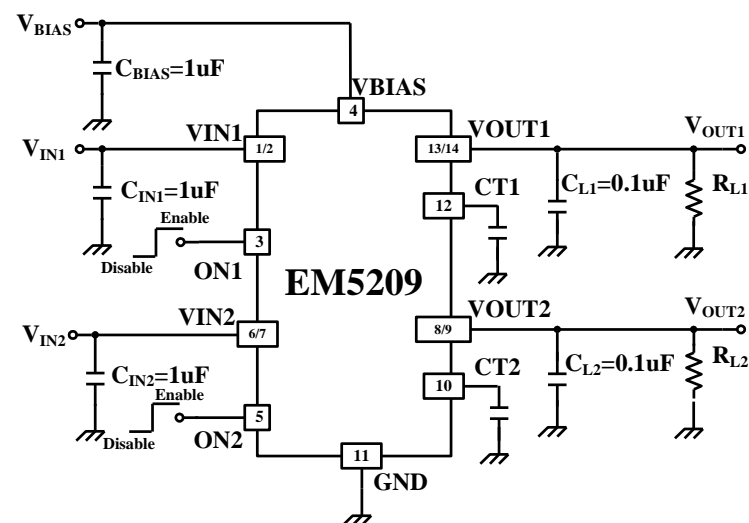 VBIAS
CBIAS=1uF
VBIAS
4
VIN1
VIN1
1/2
13/14
VOUT1
VOUT1
CIN1=1uF
Enable
Disable
3
ON1
CT1
12
CL1=0.1uF
RL1
EM5209
VIN2
VIN2
6/7
8/9
VOUT2
VOUT2
CIN2=1uF
Enable
Disable
5
ON2
CT2
10
CL2=0.1uF
RL2
11
GND